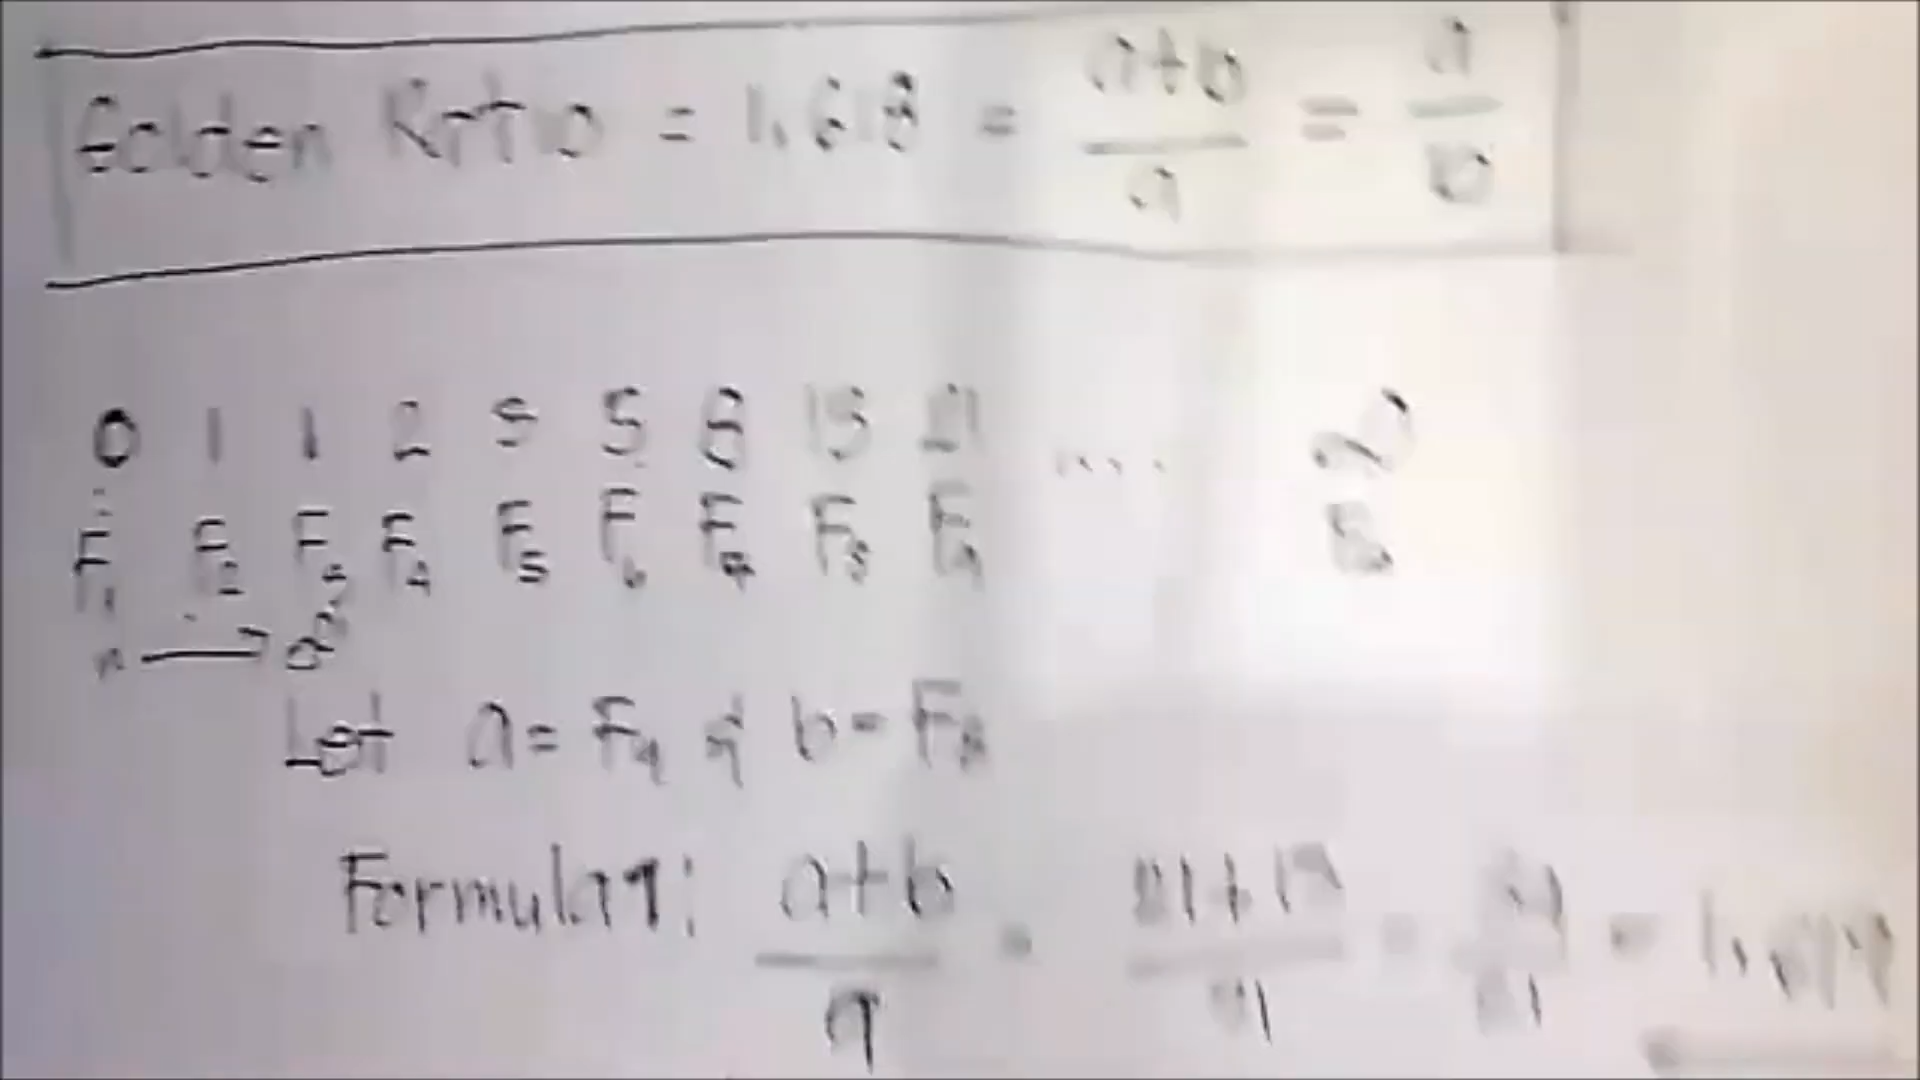 Golden Ratio = 1.618 = a+b / a = a / b
0 1 1 2 3 5 8 13 21 ...
F1 F2 F3 F4 F5 F6 F7 F8 F9
Let a = F9 & b = F8
Formula 1: a+b / a = 21+13 / 21 = 34 / 21 = 1.619